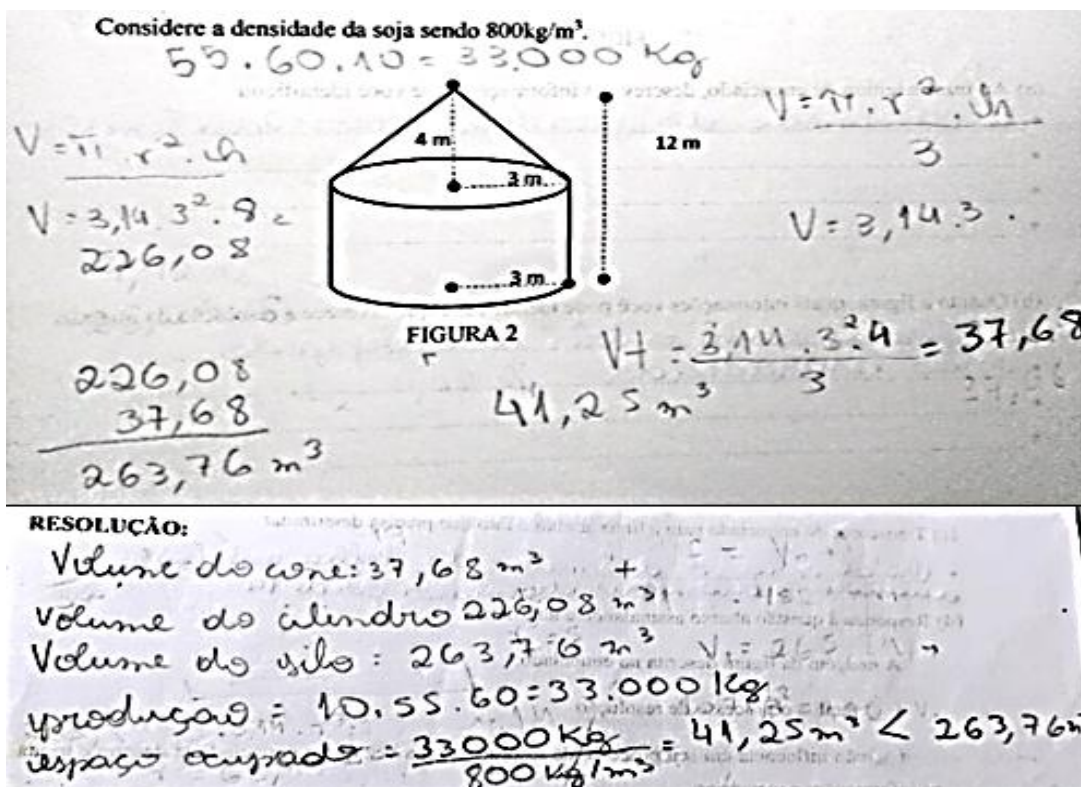 Considere a densidade da soja sendo 800kg/m³.
55.60.10 = 33.000 Kg
V = π . r² . h
V = 3,14 . 3² . 8 =
226,08
226,08
37,68
263,76 m³
4 m
3 m
3 m
12 m
FIGURA 2
V = π . r² . h
3
V = 3,14 . 3 .
Vt = 3,14 . 3² . 4 = 37,68
3
41,25 m³
RESOLUÇÃO:
Volume do cone: 37,68 m³ +
volume do cilindro 226,08 m³
Volume do silo = 263,76 m³
produção = 10.55.60 = 33.000 Kg
espaço ocupado = 33000 Kg = 41,25 m³ < 263,76m
800 Kg/m³